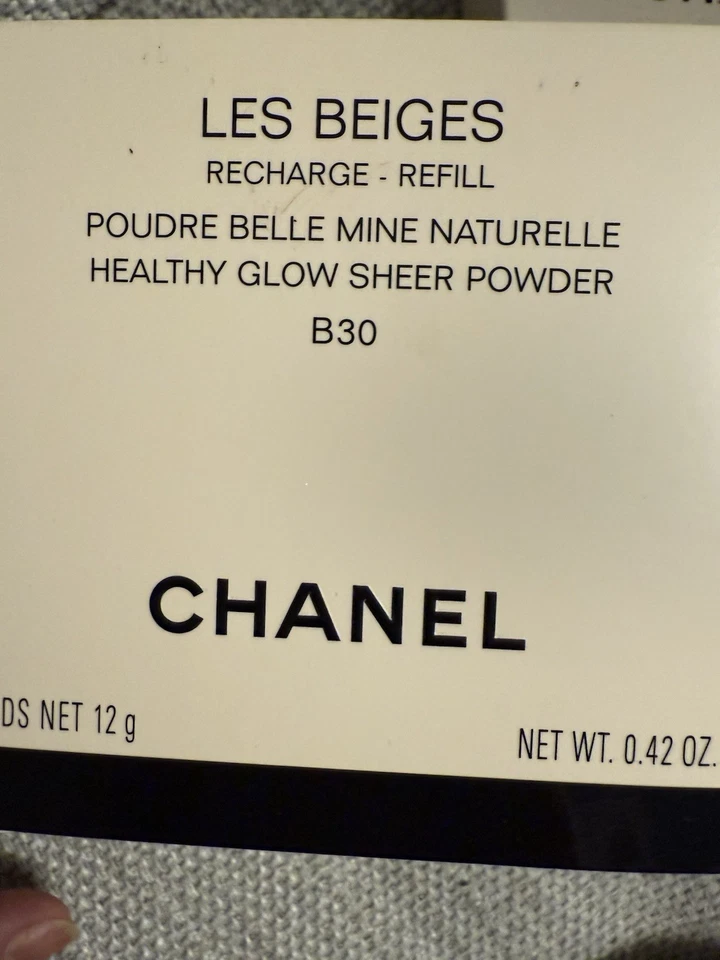 LES BEIGES
RECHARGE - REFILL
POUDRE BELLE MINE NATURELLE
HEALTHY GLOW SHEER POWDER
B30
CHANEL
DS NET 12 g
NET WT. 0.42 OZ.